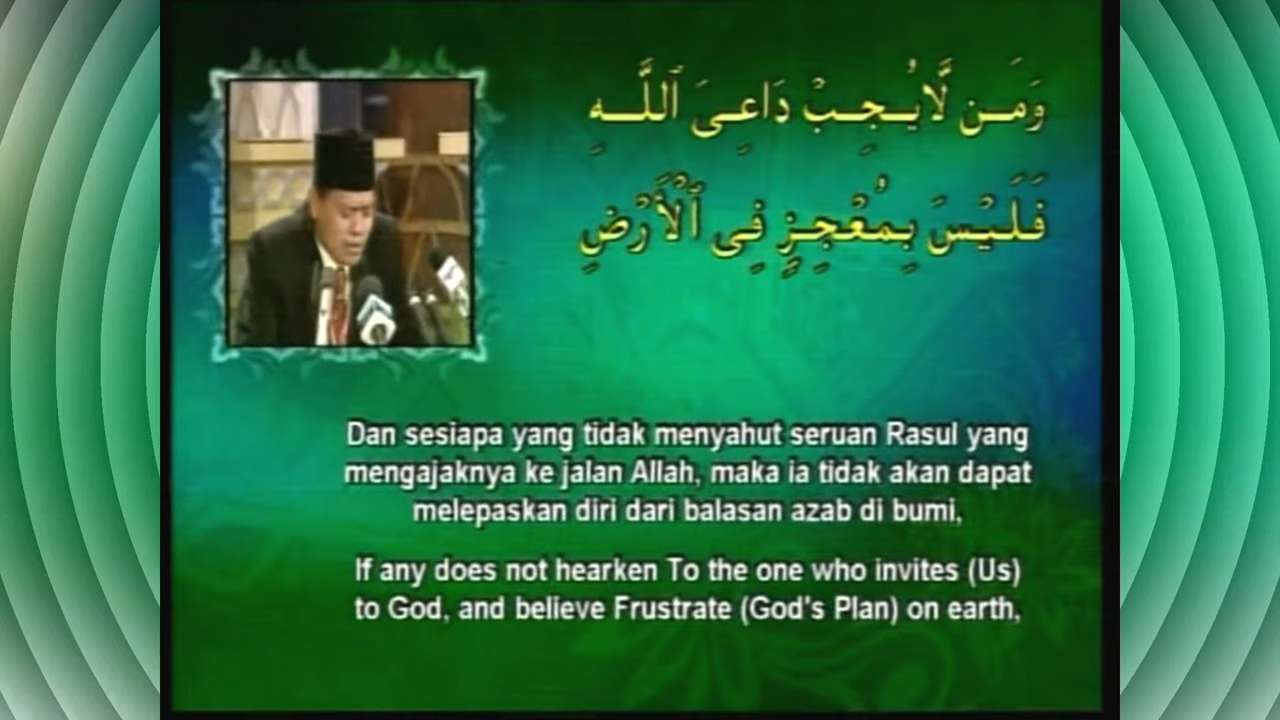 وَمَن لَّا يُجِبْ دَاعِىَ ٱللَّهِ
فَلَيْسَ بِمُعْجِزٍ فِى ٱلْأَرْضِ
Dan sesiapa yang tidak menyahut seruan Rasul yang
mengajaknya ke jalan Allah, maka ia tidak akan dapat
melepaskan diri dari balasan azab di bumi,
If any does not hearken To the one who invites (Us)
to God, and believe Frustrate (God's Plan) on earth,